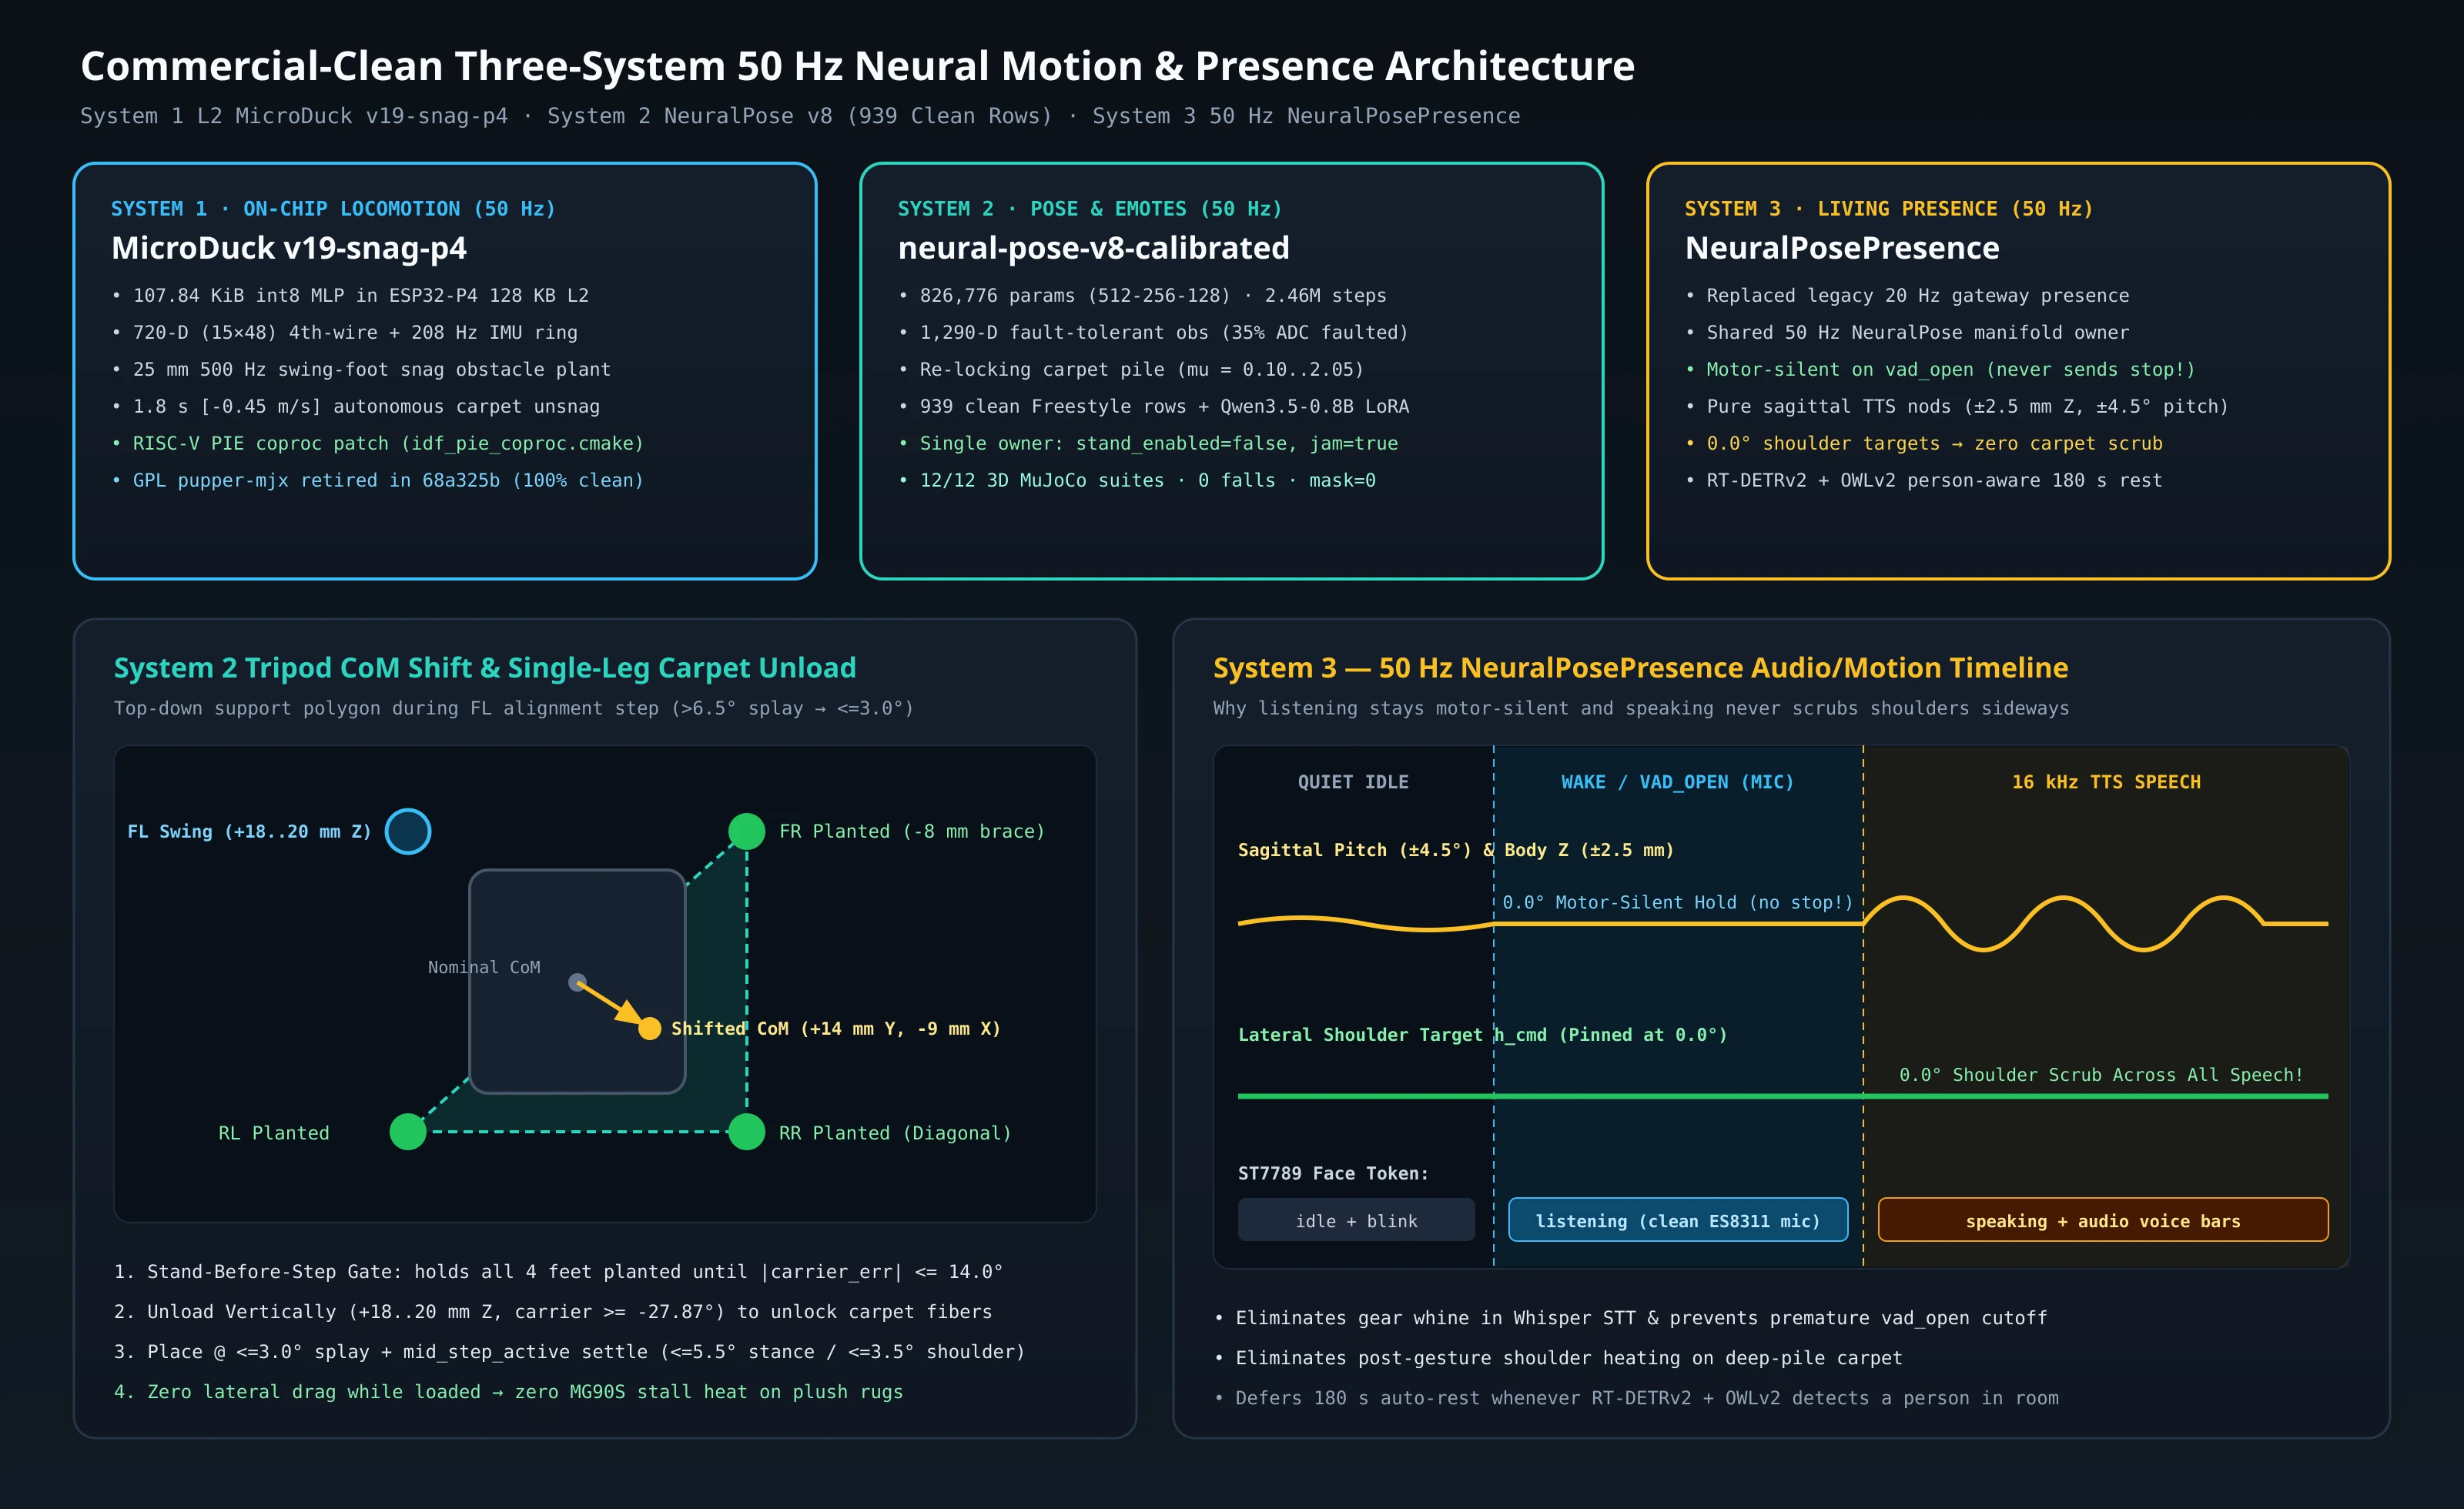 Commercial-Clean Three-System 50 Hz Neural Motion & Presence Architecture
System 1 L2 MicroDuck v19-snag-p4 · System 2 NeuralPose v8 (939 Clean Rows) · System 3 50 Hz NeuralPosePresence
SYSTEM 1 · ON-CHIP LOCOMOTION (50 Hz)
MicroDuck v19-snag-p4
• 107.84 KiB int8 MLP in ESP32-P4 128 KB L2
• 720-D (15×48) 4th-wire + 208 Hz IMU ring
• 25 mm 500 Hz swing-foot snag obstacle plant
• 1.8 s [-0.45 m/s] autonomous carpet unsnag
• RISC-V PIE coproc patch (idf_pie_coproc.cmake)
• GPL pupper-mjx retired in 68a325b (100% clean)
SYSTEM 2 · POSE & EMOTES (50 Hz)
neural-pose-v8-calibrated
• 826,776 params (512-256-128) · 2.46M steps
• 1,290-D fault-tolerant obs (35% ADC faulted)
• Re-locking carpet pile (mu = 0.10..2.05)
• 939 clean Freestyle rows + Qwen3.5-0.8B LoRA
• Single owner: stand_enabled=false, jam=true
• 12/12 3D MuJoCo suites · 0 falls · mask=0
SYSTEM 3 · LIVING PRESENCE (50 Hz)
NeuralPosePresence
• Replaced legacy 20 Hz gateway presence
• Shared 50 Hz NeuralPose manifold owner
• Motor-silent on vad_open (never sends stop!)
• Pure sagittal TTS nods (±2.5 mm Z, ±4.5° pitch)
• 0.0° shoulder targets → zero carpet scrub
• RT-DETRv2 + OWLv2 person-aware 180 s rest
System 2 Tripod CoM Shift & Single-Leg Carpet Unload
Top-down support polygon during FL alignment step (>6.5° splay → <=3.0°)
FL Swing (+18..20 mm Z)
FR Planted (-8 mm brace)
Nominal CoM
Shifted CoM (+14 mm Y, -9 mm X)
RL Planted
RR Planted (Diagonal)
1. Stand-Before-Step Gate: holds all 4 feet planted until |carrier_err| <= 14.0°
2. Unload Vertically (+18..20 mm Z, carrier >= -27.87°) to unlock carpet fibers
3. Place @ <=3.0° splay + mid_step_active settle (<=5.5° stance / <=3.5° shoulder)
4. Zero lateral drag while loaded → zero MG90S stall heat on plush rugs
System 3 — 50 Hz NeuralPosePresence Audio/Motion Timeline
Why listening stays motor-silent and speaking never scrubs shoulders sideways
QUIET IDLE
WAKE / VAD_OPEN (MIC)
16 kHz TTS SPEECH
Sagittal Pitch (±4.5°) & Body Z (±2.5 mm)
0.0° Motor-Silent Hold (no stop!)
Lateral Shoulder Target h_cmd (Pinned at 0.0°)
0.0° Shoulder Scrub Across All Speech!
ST7789 Face Token:
idle + blink
listening (clean ES8311 mic)
speaking + audio voice bars
• Eliminates gear whine in Whisper STT & prevents premature vad_open cutoff
• Eliminates post-gesture shoulder heating on deep-pile carpet
• Defers 180 s auto-rest whenever RT-DETRv2 + OWLv2 detects a person in room